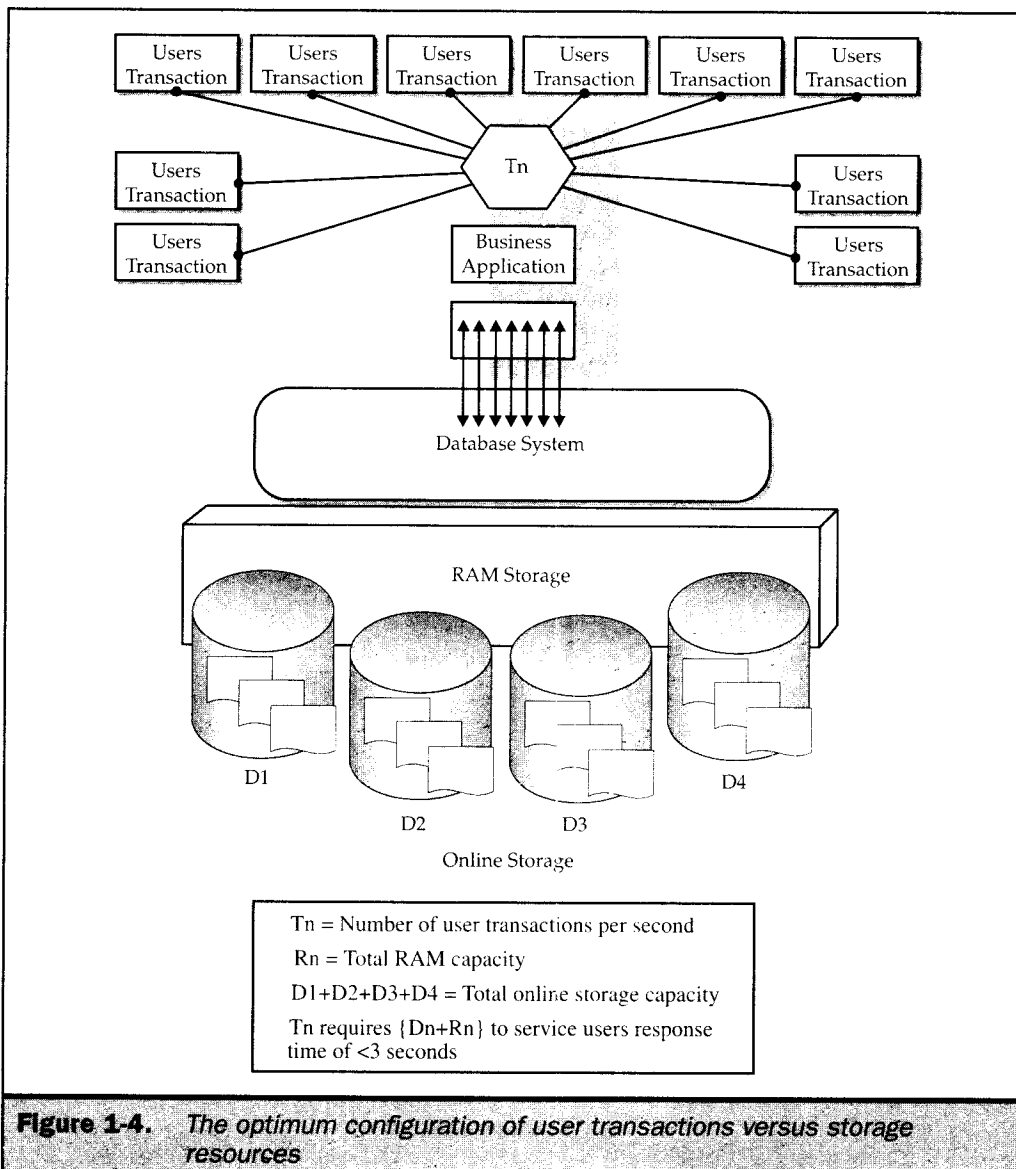 Users
Transaction
Users
Transaction
Users
Transaction
Users
Transaction
Users
Transaction
Users
Transaction
Tn
Users
Transaction
Users
Transaction
Users
Transaction
Users
Transaction
Business
Application
Database System
RAM Storage
D1
D2
D3
D4
Online Storage
Tn = Number of user transactions per second
Rn = Total RAM capacity
D1+D2+D3+D4 = Total online storage capacity
Tn requires {Dn+Rn} to service users response
time of <3 seconds
Figure 1-4. The optimum configuration of user transactions versus storage
resources